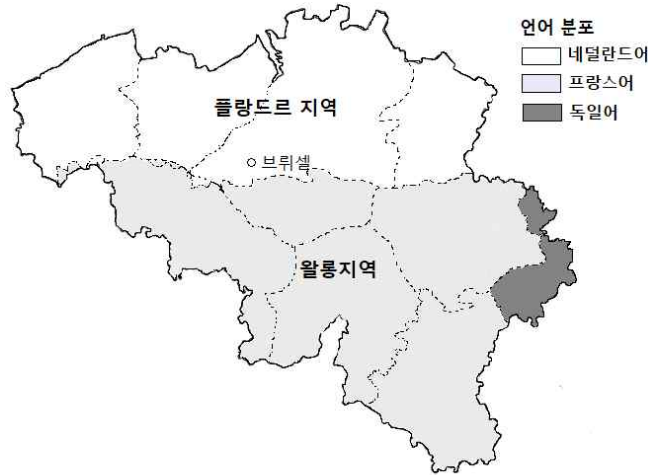 언어 분포
네덜란드어
프랑스어
독일어
플랑드르 지역
브뤼셀
왈롱지역